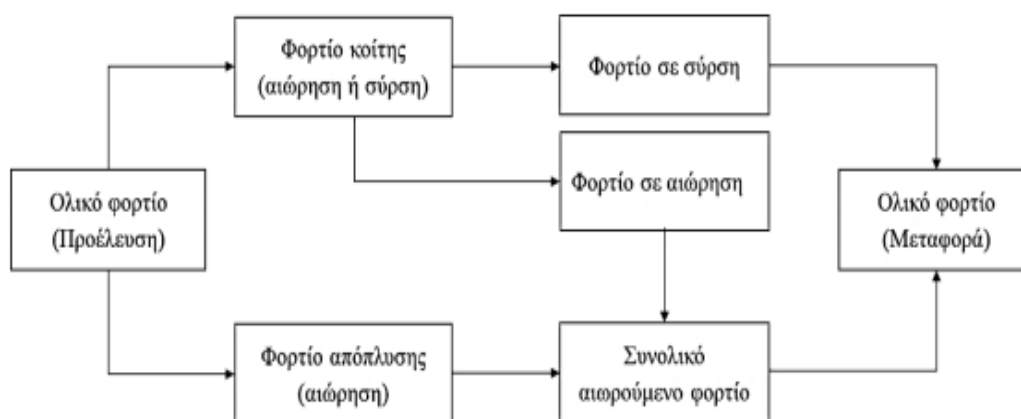 Φορτίο κοίτης
(αιώρηση ή σύρση)
Φορτίο σε σύρση
Φορτίο σε αιώρηση
Ολικό φορτίο
(Προέλευση)
Ολικό φορτίο
(Μεταφορά)
Φορτίο απόπλυσης
(αιώρηση)
Συνολικό
αιωρούμενο φορτίο